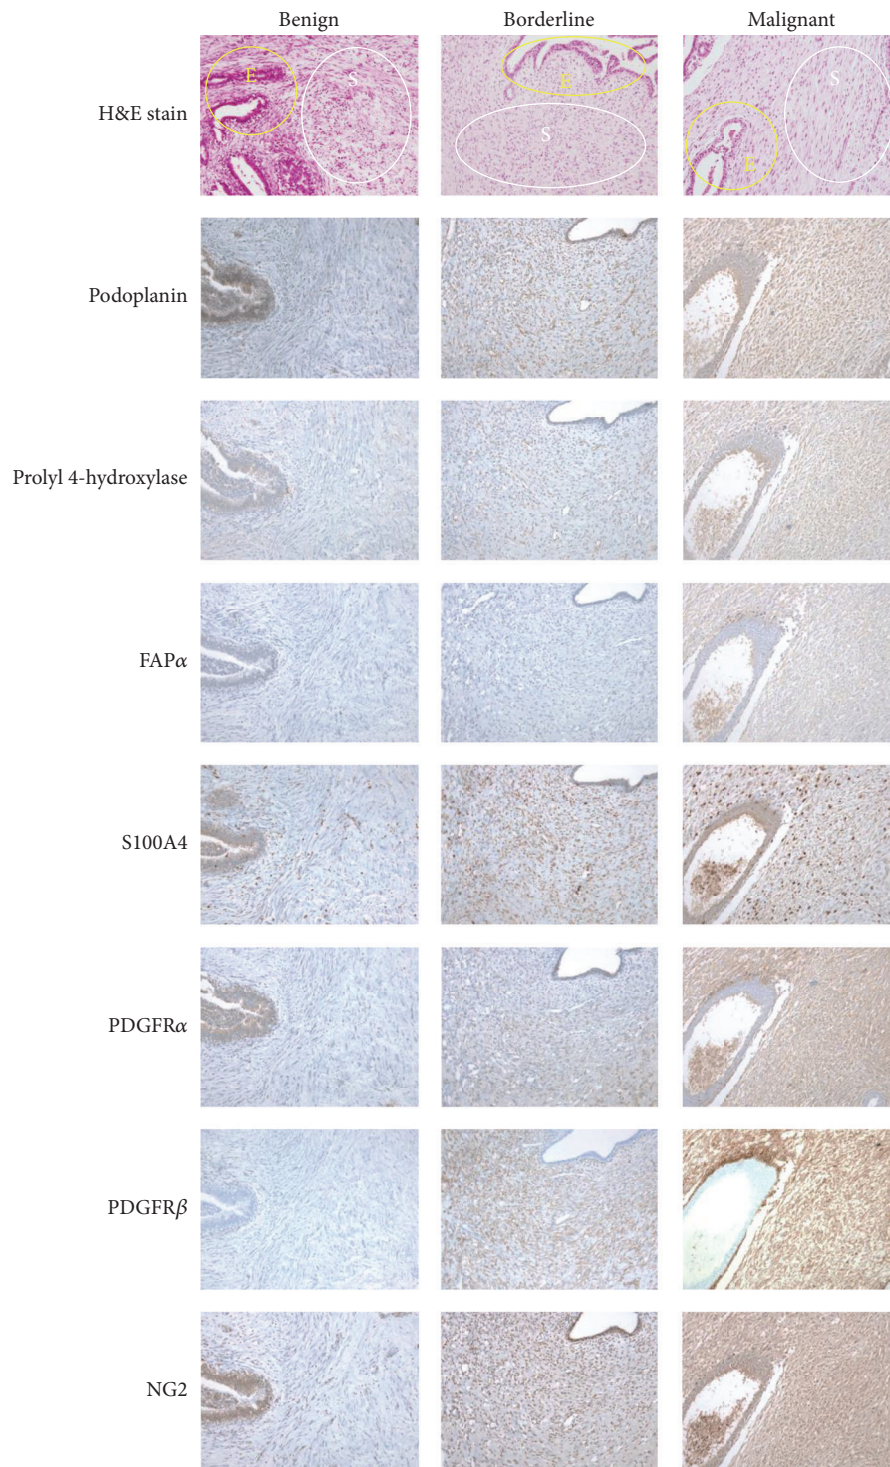 Benign Borderline Malignant
E S E S S E
H&E stain
Podoplanin
Prolyl 4-hydroxylase
FAPα
S100A4
PDGFRα
PDGFRβ
NG2